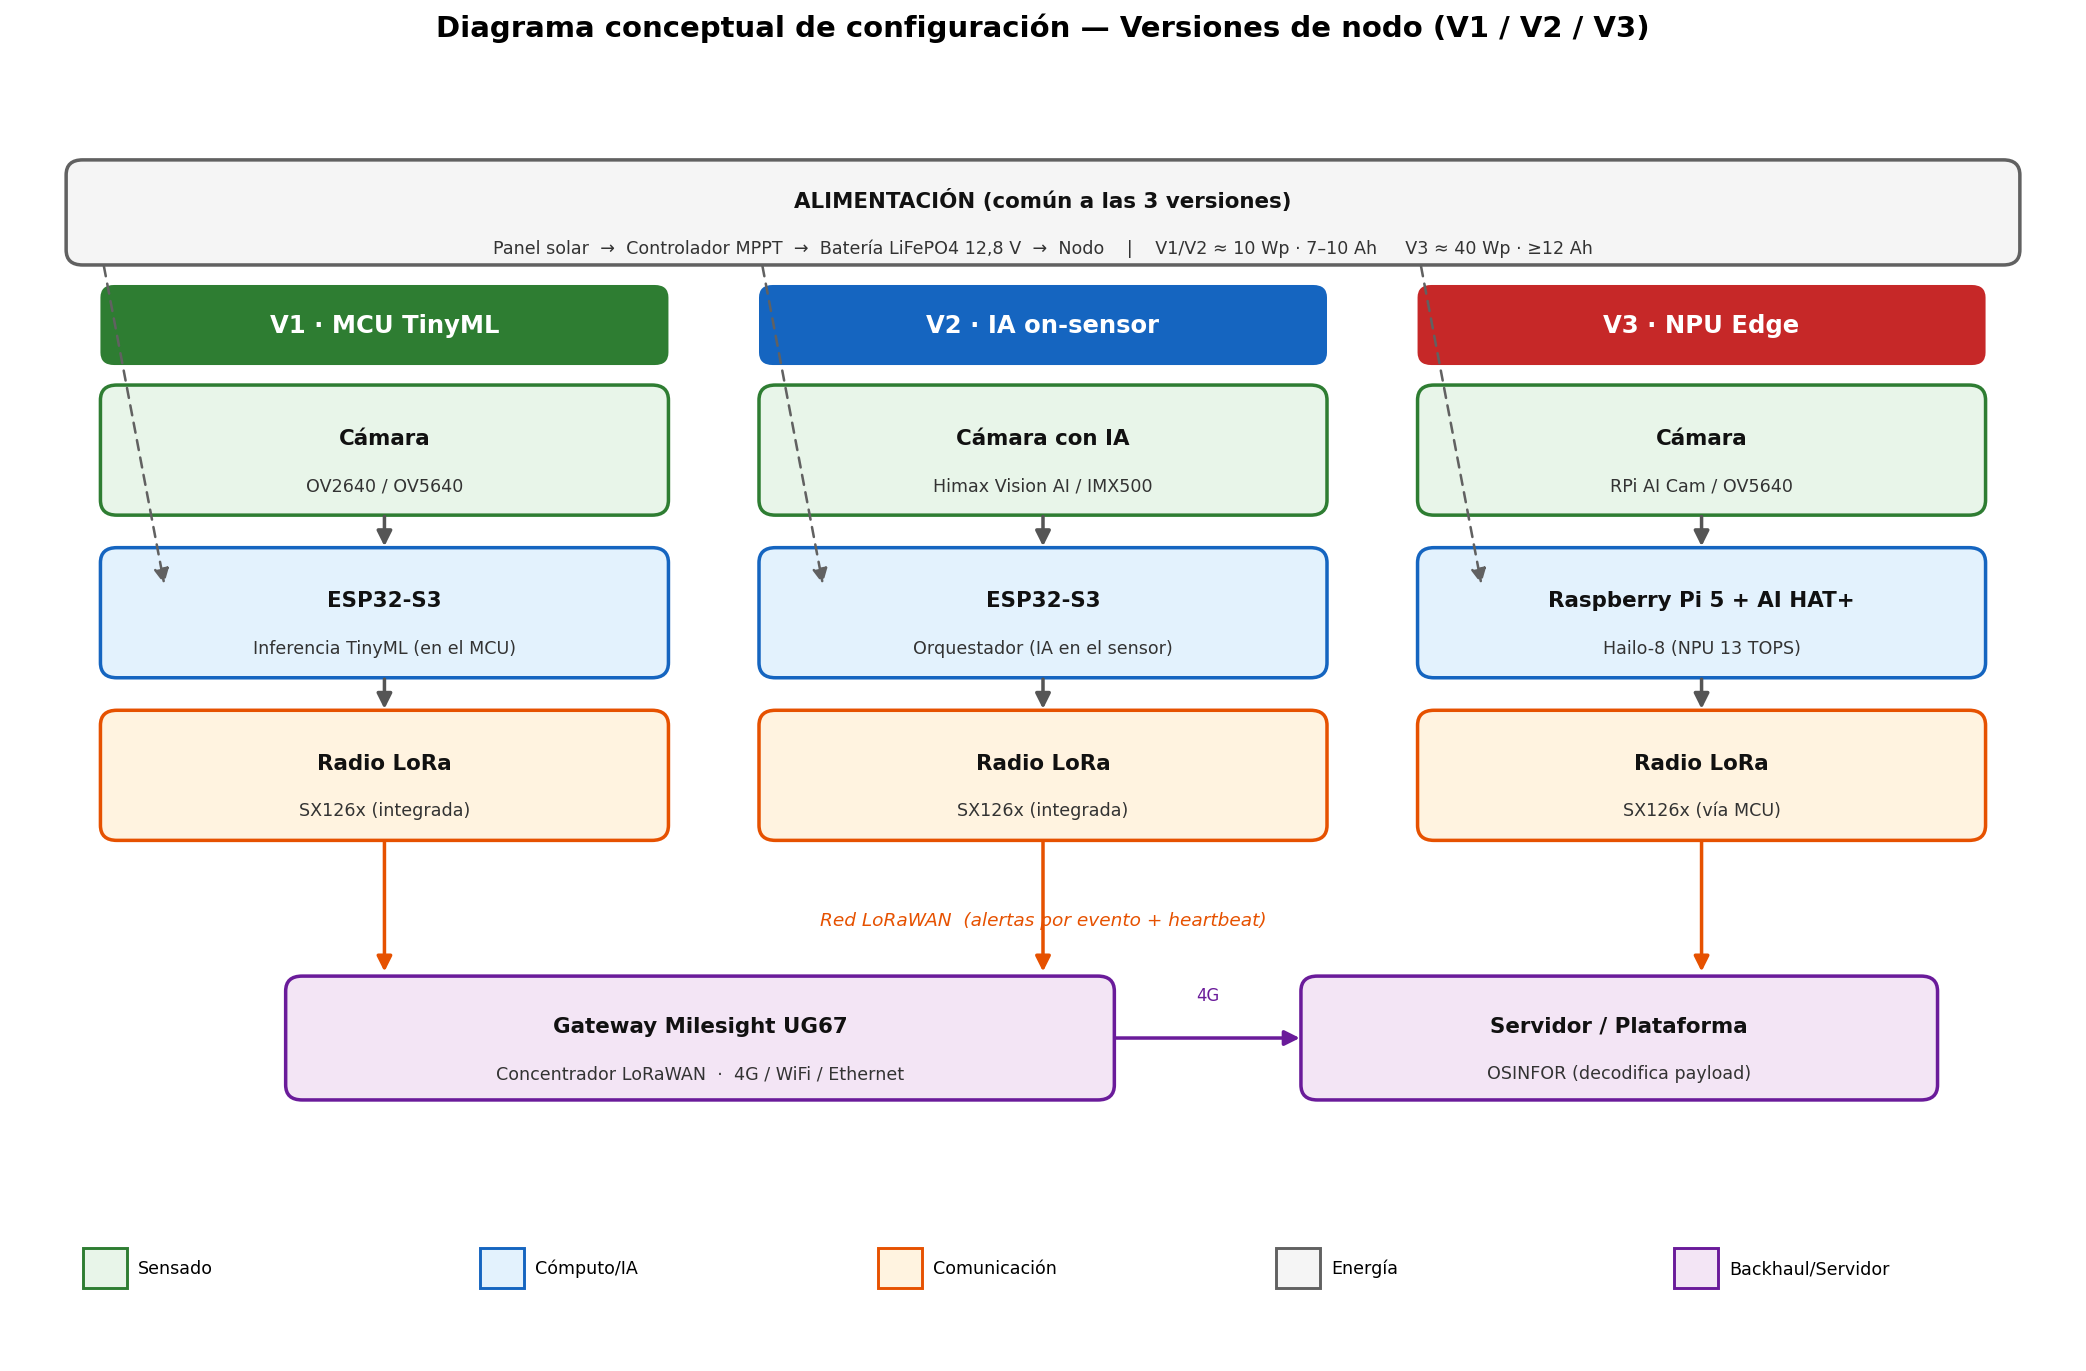 Diagrama conceptual de configuración — Versiones de nodo (V1 / V2 / V3)
ALIMENTACIÓN (común a las 3 versiones)
Panel solar → Controlador MPPT → Batería LiFePO4 12,8 V → Nodo | V1/V2 ≈ 10 Wp · 7–10 Ah V3 ≈ 40 Wp · ≥12 Ah
V1 · MCU TinyML
V2 · IA on-sensor
V3 · NPU Edge
Cámara
OV2640 / OV5640
Cámara con IA
Himax Vision AI / IMX500
Cámara
RPi AI Cam / OV5640
ESP32-S3
Inferencia TinyML (en el MCU)
ESP32-S3
Orquestador (IA en el sensor)
Raspberry Pi 5 + AI HAT+
Hailo-8 (NPU 13 TOPS)
Radio LoRa
SX126x (integrada)
Radio LoRa
SX126x (integrada)
Radio LoRa
SX126x (vía MCU)
Red LoRaWAN (alertas por evento + heartbeat)
Gateway Milesight UG67
Concentrador LoRaWAN · 4G / WiFi / Ethernet
4G
Servidor / Plataforma
OSINFOR (decodifica payload)
Sensado
Cómputo/IA
Comunicación
Energía
Backhaul/Servidor